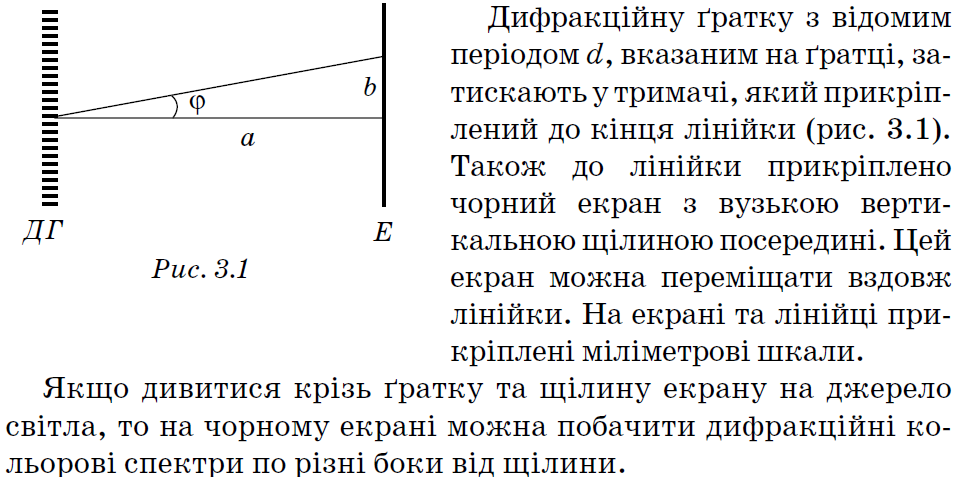 Дифракційну ґратку з відомим
періодом d, вказаним на ґратці, за-
тискають у тримачі, який прикріп-
лений до кінця лінійки (рис. 3.1).
Також до лінійки прикріплено
чорний екран з вузькою верти-
кальною щілиною посередині. Цей
екран можна переміщати вздовж
лінійки. На екрані та лінійці при-
кріплені міліметрові шкали.
φ
b
a
ДГ
E
Рис. 3.1
Якщо дивитися крізь ґратку та щілину екрану на джерело
світла, то на чорному екрані можна побачити дифракційні ко-
льорові спектри по різні боки від щілини.